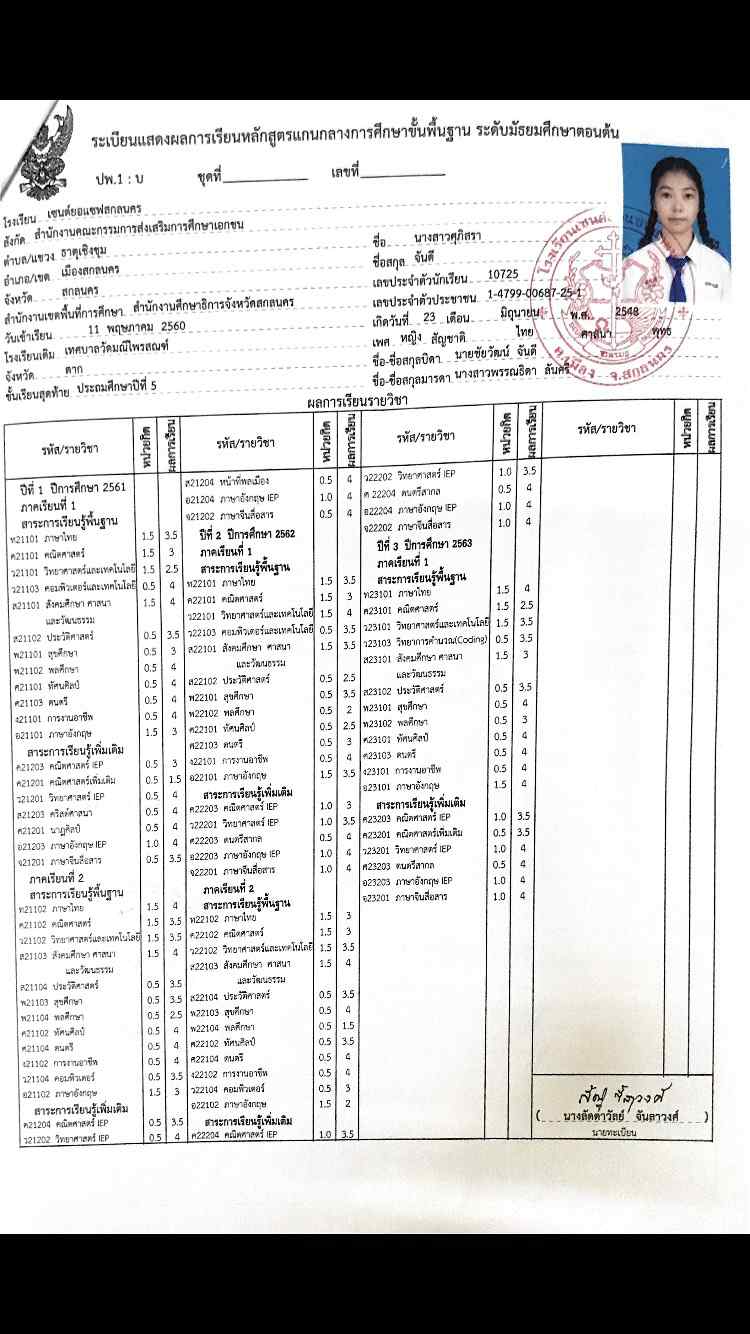 ระเบียนแสดงผลการเรียนหลักสูตรแกนกลางการศึกษาขั้นพื้นฐาน ระดับมัธยมศึกษาตอนต้น
ปพ.1 : บ ชุดที่ เลขที่
โรงเรียน เซนต์ยอแซฟสกลนคร
สังกัด สำนักงานคณะกรรมการส่งเสริมการศึกษาเอกชน
ตำบล/แขวง ธาตุเชิงชุม
อำเภอ/เขต เมืองสกลนคร
จังหวัด สกลนคร
สำนักงานเขตพื้นที่การศึกษา สำนักงานศึกษาธิการจังหวัดสกลนคร
วันเข้าเรียน 11 พฤษภาคม 2560
โรงเรียนเดิม เทศบาลวัดมณีไพรสณฑ์
จังหวัด ตาก
ชั้นเรียนสุดท้าย ประถมศึกษาปีที่ 5
ชื่อ นางสาวศุภิสรา
ชื่อสกุล จันดี
เลขประจำตัวนักเรียน 10725
เลขประจำตัวประชาชน 1-4799-00687-25-1
เกิดวันที่ 23 เดือน มิถุนายน พ.ศ. 2548
เพศ หญิง สัญชาติ ไทย ศาสนา พุทธ
ชื่อ-ชื่อสกุลบิดา นายชัยวัฒน์ จันดี
ชื่อ-ชื่อสกุลมารดา นางสาวพรรณธิดา ลันศรี
ผลการเรียนรายวิชา
รหัส/รายวิชา หน่วยกิต ผลการเรียน
ปีที่ 1 ปีการศึกษา 2561
ภาคเรียนที่ 1
สาระการเรียนรู้พื้นฐาน
ท21101 ภาษาไทย 1.5 3.5
ค21101 คณิตศาสตร์ 1.5 3
ว21101 วิทยาศาสตร์และเทคโนโลยี 1.5 2.5
ว21103 คอมพิวเตอร์และเทคโนโลยี 0.5 4
ส21101 สังคมศึกษา ศาสนา 1.5 4
และวัฒนธรรม
ส21102 ประวัติศาสตร์ 0.5 3.5
พ21101 สุขศึกษา 0.5 3
พ21102 พลศึกษา 0.5 4
ศ21101 ทัศนศิลป์ 0.5 4
ศ21103 ดนตรี 0.5 4
ง21101 การงานอาชีพ 0.5 4
อ21101 ภาษาอังกฤษ 1.5 3
สาระการเรียนรู้เพิ่มเติม
ค21203 คณิตศาสตร์ IEP 0.5 3
ค21201 คณิตศาสตร์เพิ่มเติม 0.5 1.5
ว21201 วิทยาศาสตร์ IEP 0.5 4
ส21203 คริสต์ศาสนา 0.5 4
ศ21201 นาฏศิลป์ 0.5 4
อ21203 ภาษาอังกฤษ IEP 1.0 4
จ21201 ภาษาจีนสื่อสาร 0.5 3.5
ภาคเรียนที่ 2
สาระการเรียนรู้พื้นฐาน
ท21102 ภาษาไทย 1.5 4
ค21102 คณิตศาสตร์ 1.5 3.5
ว21102 วิทยาศาสตร์และเทคโนโลยี 1.5 3.5
ส21103 สังคมศึกษา ศาสนา 1.5 4
และวัฒนธรรม
ส21104 ประวัติศาสตร์ 0.5 3.5
พ21103 สุขศึกษา 0.5 3.5
พ21104 พลศึกษา 0.5 2.5
ศ21102 ทัศนศิลป์ 0.5 4
ศ21104 ดนตรี 0.5 4
ง21102 การงานอาชีพ 0.5 4
ว21104 คอมพิวเตอร์ 0.5 3.5
อ21102 ภาษาอังกฤษ 1.5 3
สาระการเรียนรู้เพิ่มเติม
ค21204 คณิตศาสตร์ IEP 0.5 3.5
ว21202 วิทยาศาสตร์ IEP 0.5 4
รหัส/รายวิชา หน่วยกิต ผลการเรียน
ส21204 หน้าที่พลเมือง 0.5 4
อ21204 ภาษาอังกฤษ IEP 1.0 4
จ21202 ภาษาจีนสื่อสาร 0.5 4
ปีที่ 2 ปีการศึกษา 2562
ภาคเรียนที่ 1
สาระการเรียนรู้พื้นฐาน
ท22101 ภาษาไทย 1.5 3.5
ค22101 คณิตศาสตร์ 1.5 3
ว22101 วิทยาศาสตร์และเทคโนโลยี 1.5 4
ว22103 คอมพิวเตอร์และเทคโนโลยี 0.5 3.5
ส22101 สังคมศึกษา ศาสนา 1.5 3.5
และวัฒนธรรม
ส22102 ประวัติศาสตร์ 0.5 2.5
พ22101 สุขศึกษา 0.5 3.5
พ22102 พลศึกษา 0.5 2
ศ22101 ทัศนศิลป์ 0.5 2.5
ศ22103 ดนตรี 0.5 3
ง22101 การงานอาชีพ 0.5 4
อ22101 ภาษาอังกฤษ 1.5 3.5
สาระการเรียนรู้เพิ่มเติม
ค22203 คณิตศาสตร์ IEP 1.0 3
ว22201 วิทยาศาสตร์ IEP 1.0 3.5
ศ22203 ดนตรีสากล 0.5 4
อ22203 ภาษาอังกฤษ IEP 1.0 4
จ22201 ภาษาจีนสื่อสาร 1.0 4
ภาคเรียนที่ 2
สาระการเรียนรู้พื้นฐาน
ท22102 ภาษาไทย 1.5 3
ค22102 คณิตศาสตร์ 1.5 3
ว22102 วิทยาศาสตร์และเทคโนโลยี 1.5 3.5
ส22103 สังคมศึกษา ศาสนา 1.5 4
และวัฒนธรรม
ส22104 ประวัติศาสตร์ 0.5 3.5
พ22103 สุขศึกษา 0.5 4
พ22104 พลศึกษา 0.5 1.5
ศ22102 ทัศนศิลป์ 0.5 3.5
ศ22104 ดนตรี 0.5 4
ง22102 การงานอาชีพ 0.5 4
ว22104 คอมพิวเตอร์ 0.5 3
อ22102 ภาษาอังกฤษ 1.5 2
สาระการเรียนรู้เพิ่มเติม
ค22204 คณิตศาสตร์ IEP 1.0 3.5
รหัส/รายวิชา หน่วยกิต ผลการเรียน
ว22202 วิทยาศาสตร์ IEP 1.0 3.5
ศ 22204 ดนตรีสากล 0.5 4
อ22204 ภาษาอังกฤษ IEP 1.0 4
จ22202 ภาษาจีนสื่อสาร 1.0 4
ปีที่ 3 ปีการศึกษา 2563
ภาคเรียนที่ 1
สาระการเรียนรู้พื้นฐาน
ท23101 ภาษาไทย 1.5 4
ค23101 คณิตศาสตร์ 1.5 2.5
ว23101 วิทยาศาสตร์และเทคโนโลยี 1.5 3.5
ว23103 วิทยาการคำนวณ(Coding) 0.5 3.5
ส23101 สังคมศึกษา ศาสนา 1.5 3
และวัฒนธรรม
ส23102 ประวัติศาสตร์ 0.5 3.5
พ23101 สุขศึกษา 0.5 4
พ23102 พลศึกษา 0.5 3
ศ23101 ทัศนศิลป์ 0.5 4
ศ23103 ดนตรี 0.5 4
ง23101 การงานอาชีพ 0.5 4
อ23101 ภาษาอังกฤษ 1.5 4
สาระการเรียนรู้เพิ่มเติม
ค23203 คณิตศาสตร์ IEP 1.0 3.5
ค23201 คณิตศาสตร์เพิ่มเติม 0.5 3.5
ว23201 วิทยาศาสตร์ IEP 1.0 4
ศ23203 ดนตรีสากล 0.5 4
อ23203 ภาษาอังกฤษ IEP 1.0 4
จ23201 ภาษาจีนสื่อสาร 1.0 4
รหัส/รายวิชา หน่วยกิต ผลการเรียน
( นางลัดดาวัลย์ จันลาวงศ์ )
นายทะเบียน